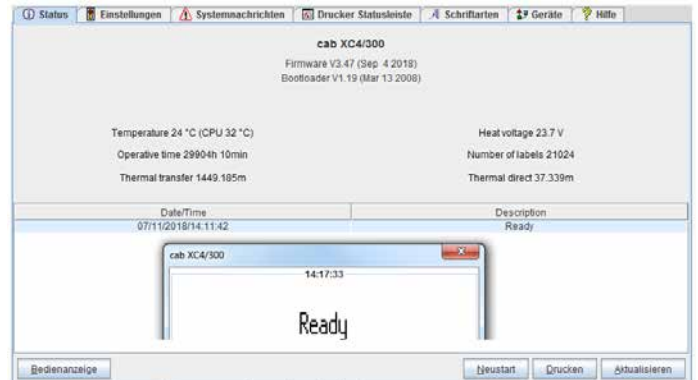 Status Einstellungen Systemnachrichten Drucker Statusleiste Schriftarten Geräte Hilfe
cab XC4/300
Firmware V3.47 (Sep 4 2018)
Bootloader V1.19 (Mar 13 2008)
Temperature 24 °C (CPU 32 °C) Heat voltage 23.7 V
Operative time 29904h 10min Number of labels 21024
Thermal transfer 1449.185m Thermal direct 37.339m
Date/Time Description
07/11/2018/14:11:42 Ready
cab XC4/300
14:17:33
Ready
Bedienanzeige Neustart Drucken Aktualisieren